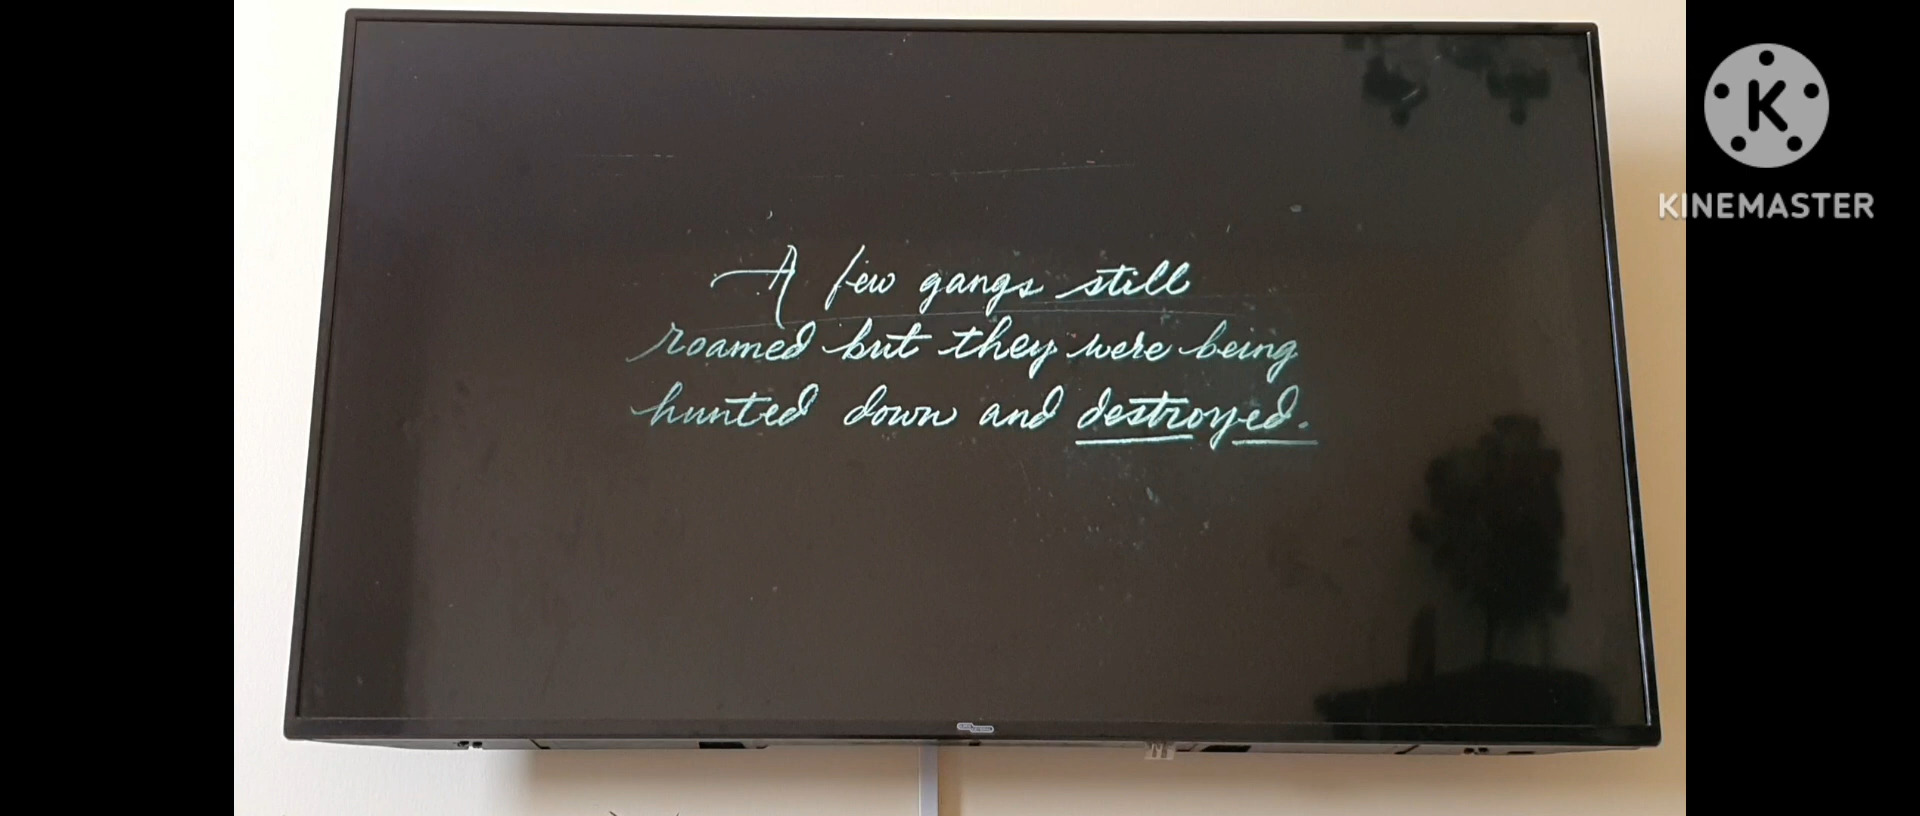 A few gangs still
roamed but they were being
hunted down and destroyed.
K
KINEMASTER